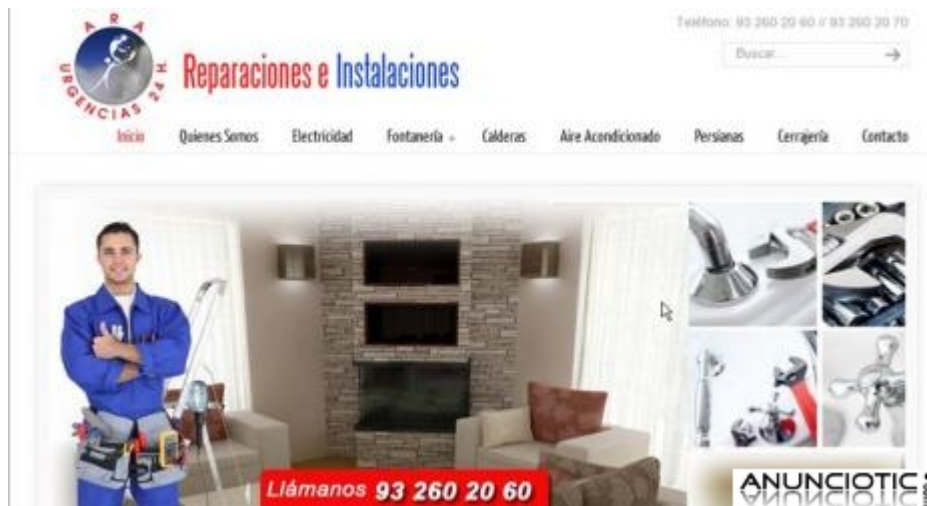 ARA
URGENCIAS 24 H.
Teléfono: 93 260 20 60 // 93 260 20 70
Buscar...
Reparaciones e Instalaciones
Inicio Quienes Somos Electricidad Fontanería Calderas Aire Acondicionado Persianas Cerrajería Contacto
Llámanos 93 260 20 60
ANUNCIOTIC